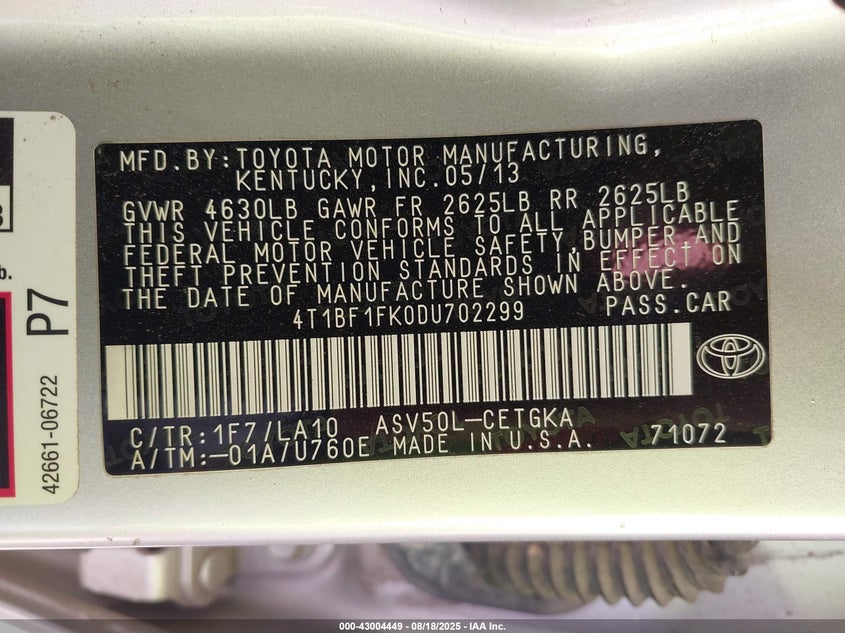 MFD.BY:TOYOTA MOTOR MANUFACTURING,
KENTUCKY,INC.05/13
GVWR 4630LB GAWR FR 2625LB RR 2625LB
THIS VEHICLE CONFORMS TO ALL APPLICABLE
FEDERAL MOTOR VEHICLE SAFETY,BUMPER,AND
THEFT PREVENTION STANDARDS IN EFFECT ON
THE DATE OF MANUFACTURE SHOWN ABOVE.
4T1BF1FK0DU702299 PASS.CAR
C/TR:1F7/LA10 ASV50L-CETGKA
A/TM:-01A/U760E MADE IN U.S.A. 71072
P7
42661-06722
000-43004449 - 08/18/2025 - IAA Inc.